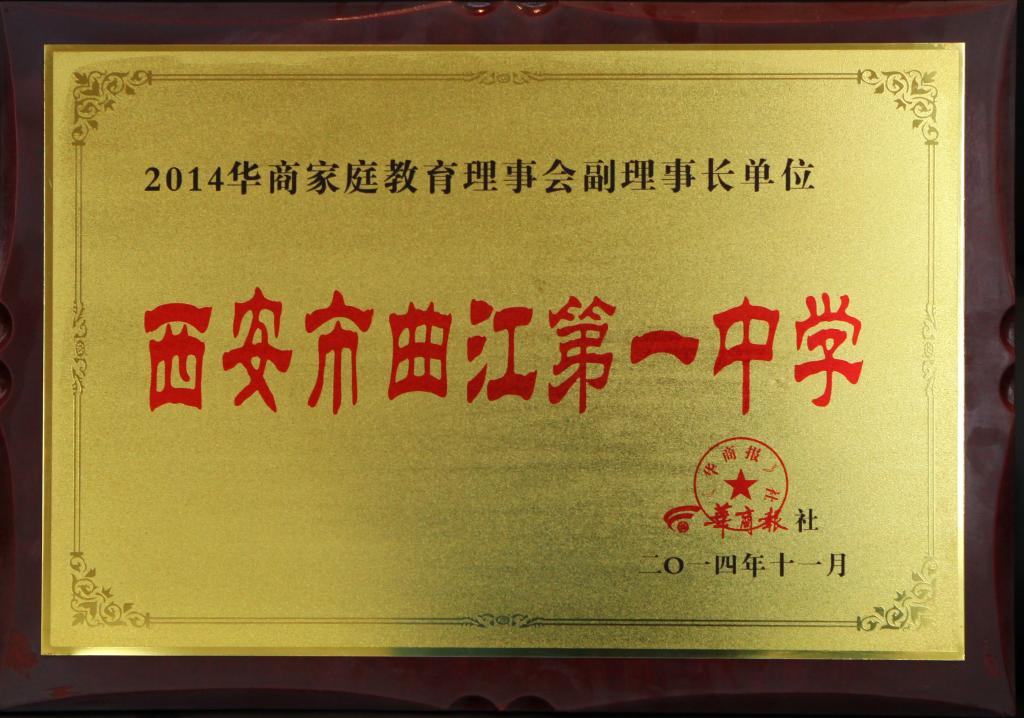 2014华商家庭教育理事会副理事长单位
西安市曲江第一中学
《华商报》社
華商報 社
二〇一四年十一月